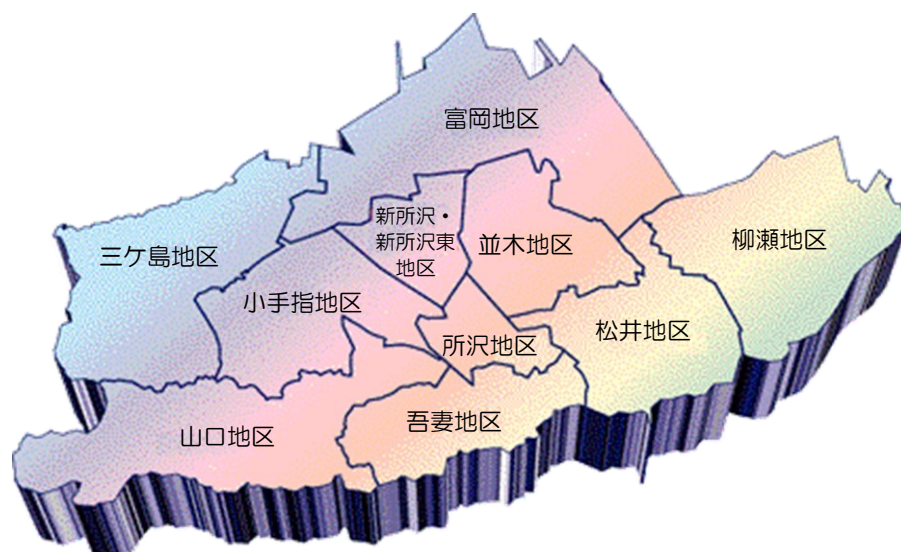 富岡地区
新所沢・
新所沢東
地区
並木地区
柳瀬地区
三ケ島地区
小手指地区
所沢地区
松井地区
山口地区
吾妻地区